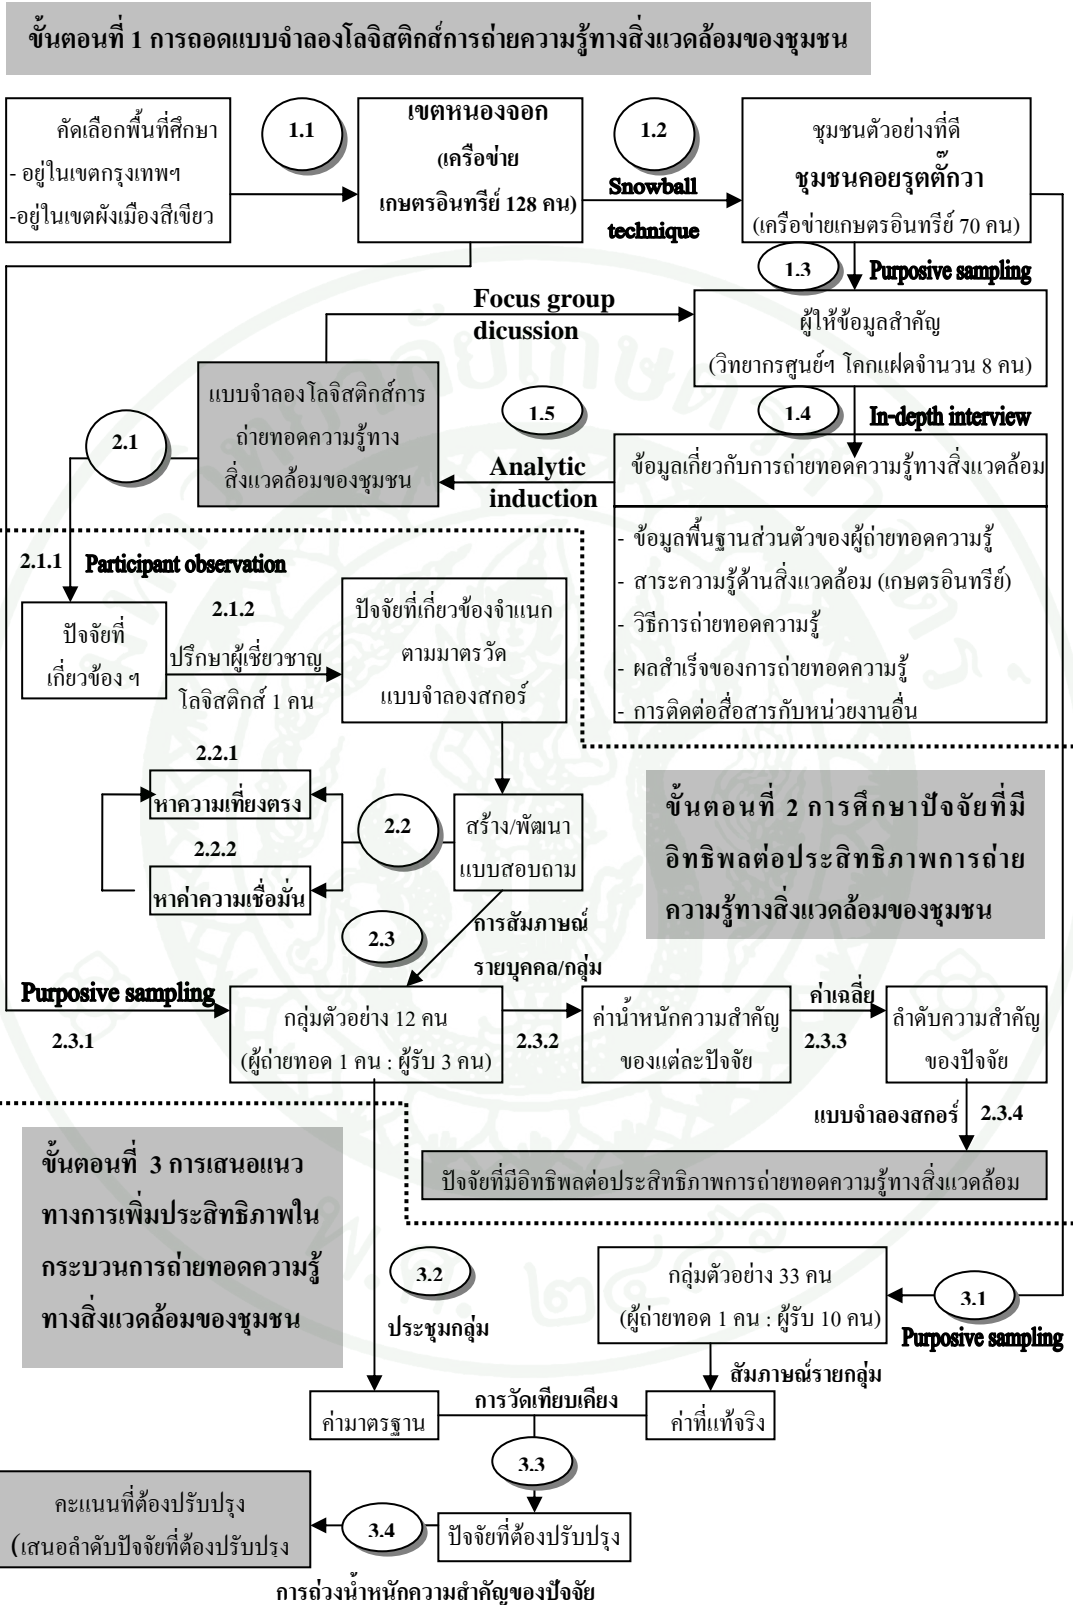 ขั้นตอนที่ 1 การถอดแบบจำลองโลจิสติกส์การถ่ายความรู้ทางสิ่งแวดล้อมของชุมชน
คัดเลือกพื้นที่ศึกษา
- อยู่ในเขตกรุงเทพฯ
-อยู่ในเขตผังเมืองสีเขียว
1.1
เขตหนองจอก
(เครือข่าย
เกษตรอินทรีย์ 128 คน)
1.2
Snowball
technique
ชุมชนตัวอย่างที่ดี
ชุมชนคอยรุตตั๊กวา
(เครือข่ายเกษตรอินทรีย์ 70 คน)
1.3
Purposive sampling
Focus group
dicussion
ผู้ให้ข้อมูลสำคัญ
(วิทยากรศูนย์ฯ โคกแฝดจำนวน 8 คน)
แบบจำลองโลจิสติกส์การ
ถ่ายทอดความรู้ทาง
สิ่งแวดล้อมของชุมชน
1.5
1.4
In-depth interview
2.1
Analytic
induction
ข้อมูลเกี่ยวกับการถ่ายทอดความรู้ทางสิ่งแวดล้อม
- ข้อมูลพื้นฐานส่วนตัวของผู้ถ่ายทอดความรู้
- สาระความรู้ด้านสิ่งแวดล้อม (เกษตรอินทรีย์)
- วิธีการถ่ายทอดความรู้
- ผลสำเร็จของการถ่ายทอดความรู้
- การติดต่อสื่อสารกับหน่วยงานอื่น
2.1.1
Participant observation
ปัจจัยที่
เกี่ยวข้อง ฯ
2.1.2
ปรึกษาผู้เชี่ยวชาญ
โลจิสติกส์ 1 คน
ปัจจัยที่เกี่ยวข้องจำแนก
ตามมาตรวัด
แบบจำลองสกอร์
2.2.1
หาความเที่ยงตรง
2.2.2
หาค่าความเชื่อมั่น
2.2
สร้าง/พัฒนา
แบบสอบถาม
ขั้นตอนที่ 2 การศึกษาปัจจัยที่มี
อิทธิพลต่อประสิทธิภาพการถ่าย
ความรู้ทางสิ่งแวดล้อมของชุมชน
2.3
การสัมภาษณ์
รายบุคคล/กลุ่ม
Purposive sampling
2.3.1
กลุ่มตัวอย่าง 12 คน
(ผู้ถ่ายทอด 1 คน : ผู้รับ 3 คน)
2.3.2
ค่าน้ำหนักความสำคัญ
ของแต่ละปัจจัย
ค่าเฉลี่ย
2.3.3
ลำดับความสำคัญ
ของปัจจัย
แบบจำลองสกอร์
2.3.4
ปัจจัยที่มีอิทธิพลต่อประสิทธิภาพการถ่ายทอดความรู้ทางสิ่งแวดล้อม
ขั้นตอนที่ 3 การเสนอแนว
ทางการเพิ่มประสิทธิภาพใน
กระบวนการถ่ายทอดความรู้
ทางสิ่งแวดล้อมของชุมชน
3.2
ประชุมกลุ่ม
กลุ่มตัวอย่าง 33 คน
(ผู้ถ่ายทอด 1 คน : ผู้รับ 10 คน)
3.1
Purposive sampling
สัมภาษณ์รายกลุ่ม
ค่ามาตรฐาน
การวัดเทียบเคียง
ค่าที่แท้จริง
3.3
คะแนนที่ต้องปรับปรุง
(เสนอลำดับปัจจัยที่ต้องปรับปรุง
3.4
ปัจจัยที่ต้องปรับปรุง
การถ่วงน้ำหนักความสำคัญของปัจจัย